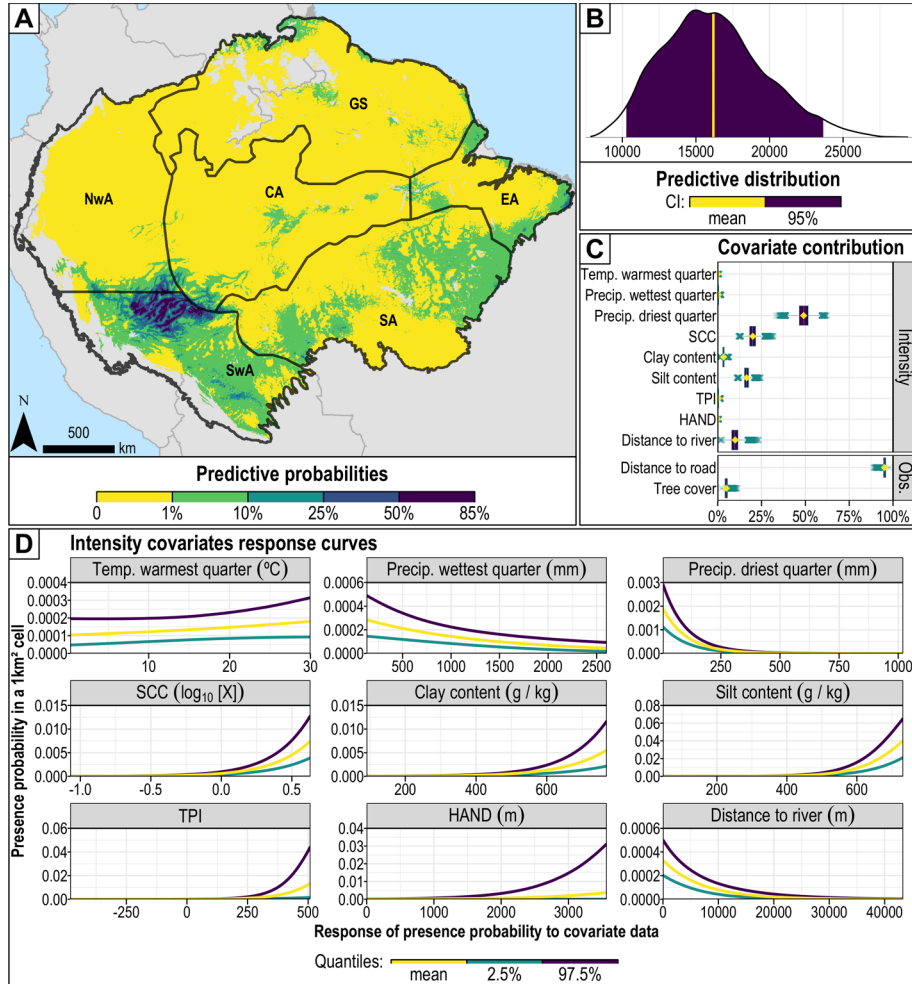 A
GS
NwA
CA
EA
SA
SwA
N
500
km
Predictive probabilities
0 1% 10% 25% 50% 85%
B
10000 15000 20000 25000
Predictive distribution
CI:
mean 95%
C
Covariate contribution
Temp. warmest quarter
Precip. wettest quarter
Precip. driest quarter
SCC
Clay content
Silt content
TPI
HAND
Distance to river
Intensity
Distance to road
Tree cover
Obs.
0% 25% 50% 75% 100%
D
Intensity covariates response curves
Presence probability in a 1km² cell
Temp. warmest quarter (ºC)
0.0004
0.0003
0.0002
0.0001
0.0000
10 20 30
Precip. wettest quarter (mm)
0.0006
0.0004
0.0002
0.0000
500 1000 1500 2000 2500
Precip. driest quarter (mm)
0.003
0.002
0.001
0.000
250 500 750 1000
SCC (log₁₀ [X])
0.015
0.010
0.005
0.000
-1.0 -0.5 0.0 0.5
Clay content (g / kg)
0.015
0.010
0.005
0.000
200 400 600
Silt content (g / kg)
0.08
0.06
0.04
0.02
0.00
200 400 600
TPI
0.06
0.04
0.02
0.00
-250 0 250 500
HAND (m)
0.04
0.03
0.02
0.01
0.00
0 1000 2000 3000
Distance to river (m)
0.0006
0.0004
0.0002
0.0000
0 10000 20000 30000 40000
Response of presence probability to covariate data
Quantiles:
mean 2.5% 97.5%